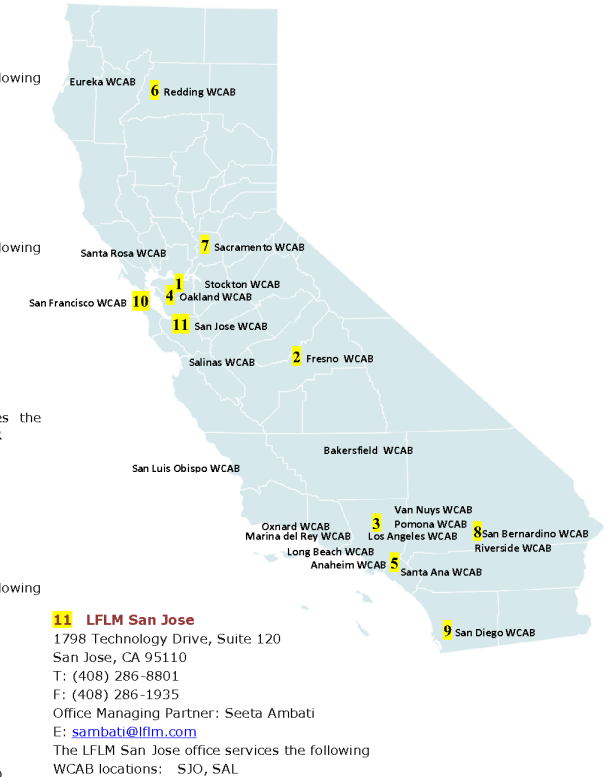 lowing
Eureka WCAB
6 Redding WCAB
lowing
7 Sacramento WCAB
Santa Rosa WCAB
1 Stockton WCAB
4 Oakland WCAB
San Francisco WCAB 10
11 San Jose WCAB
2 Fresno WCAB
Salinas WCAB
es the
Bakersfield WCAB
San Luis Obispo WCAB
Van Nuys WCAB
3 Pomona WCAB
Oxnard WCAB
8 San Bernardino WCAB
Marina del Rey WCAB Los Angeles WCAB
Riverside WCAB
Long Beach WCAB
Anaheim WCAB 5
Santa Ana WCAB
lowing
11 LFLM San Jose
1798 Technology Drive, Suite 120
9 San Diego WCAB
San Jose, CA 95110
T: (408) 286-8801
F: (408) 286-1935
Office Managing Partner: Seeta Ambati
E: sambati@lflm.com
The LFLM San Jose office services the following
WCAB locations: SJO, SAL